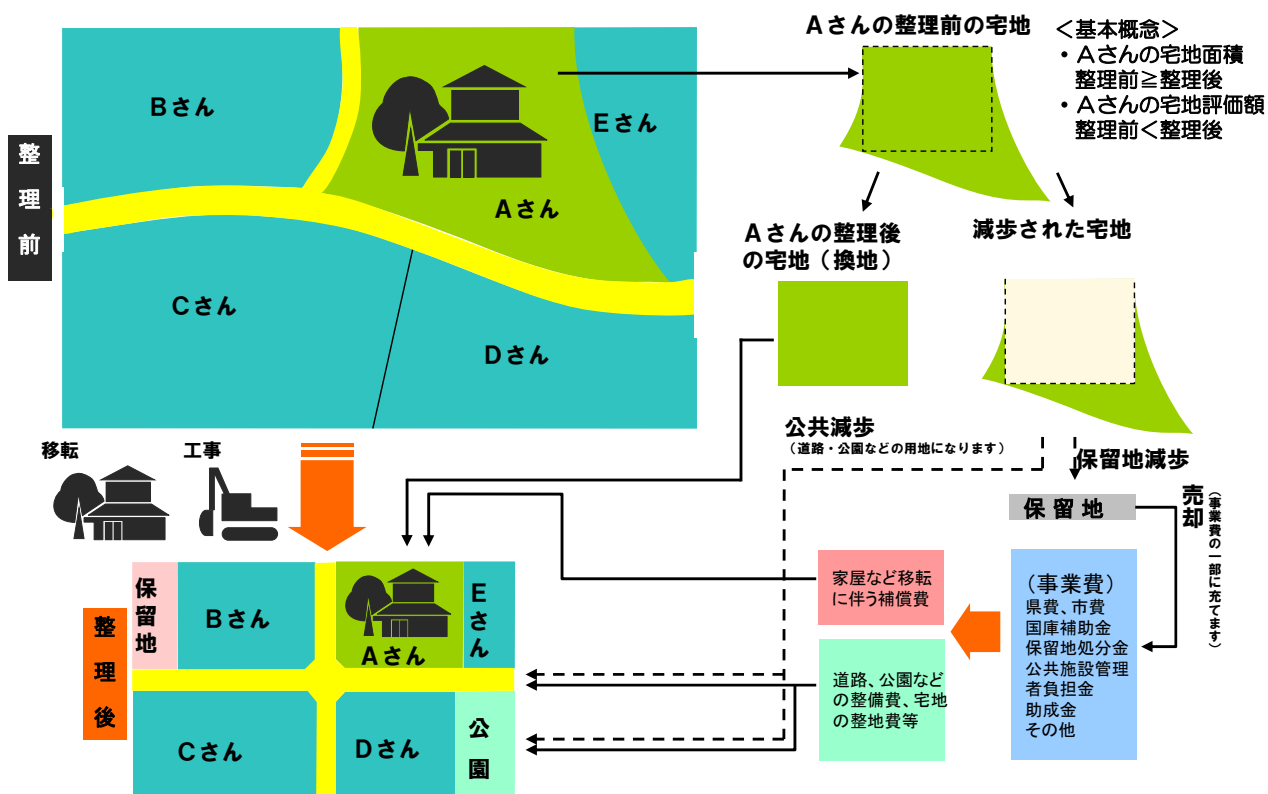 整理前
Bさん
Aさん
Eさん
Cさん
Dさん
Aさんの整理前の宅地
＜基本概念＞
・Aさんの宅地面積
整理前≧整理後
・Aさんの宅地評価額
整理前＜整理後
Aさんの整理後
の宅地（換地）
減歩された宅地
公共減歩
（道路・公園などの用地になります）
保留地減歩
保留地
売却
（事業費の一部に充てます）
移転
工事
整理後
保留地
Bさん
Aさん
Eさん
Cさん
Dさん
公園
家屋など移転
に伴う補償費
道路、公園など
の整備費、宅地
の整地費等
（事業費）
県費、市費
国庫補助金
保留地処分金
公共施設管理
者負担金
助成金
その他